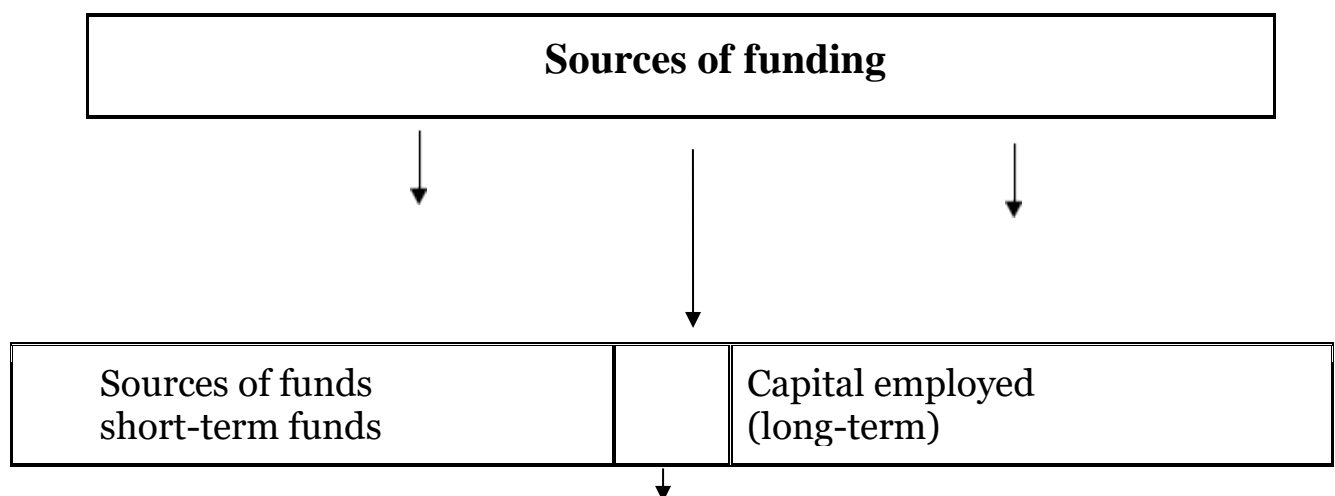 Sources of funding
Sources of funds
short-term funds
Capital employed
(long-term)